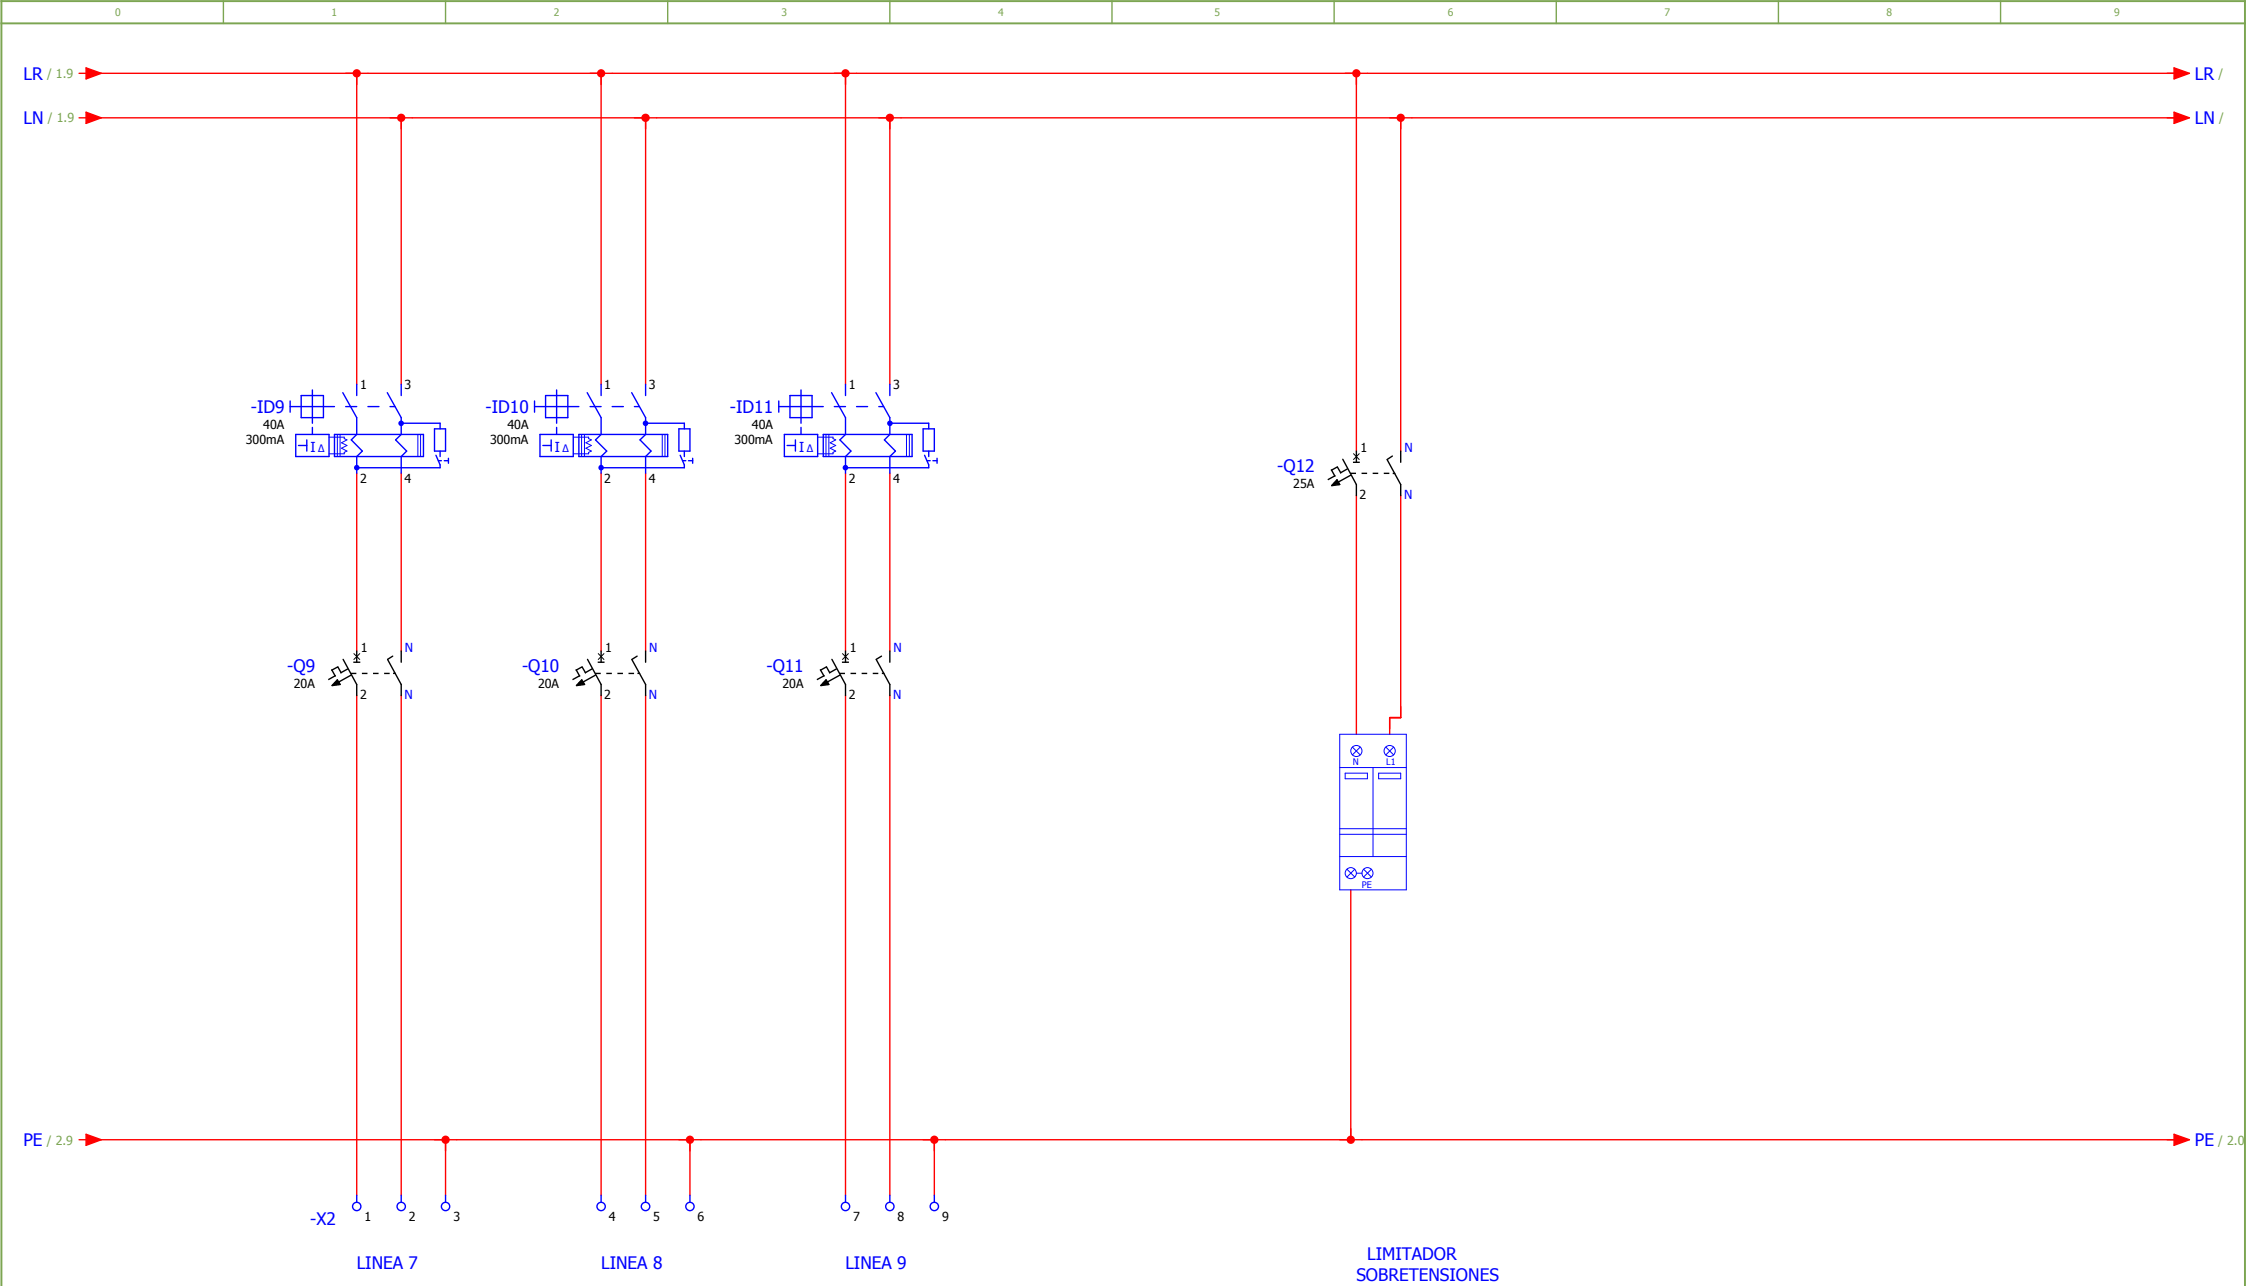 0 1 2 3 4 5 6 7 8 9
LR / 1.9 LR /
LN / 1.9 LN /
1 3 1 3 1 3
-ID9 -ID10 -ID11
40A 40A 40A
300mA 300mA 300mA
I Δ I Δ I Δ
2 4 2 4 2 4
1 N
-Q12
25A
2 N
1 N 1 N 1 N
-Q9 -Q10 -Q11
20A 20A 20A
2 N 2 N 2 N
N L1
PE
PE / 2.9 PE / 2.0
-X2 1 2 3 4 5 6 7 8 9
LINEA 7 LINEA 8 LINEA 9
LIMITADOR
SOBRETENSIONES